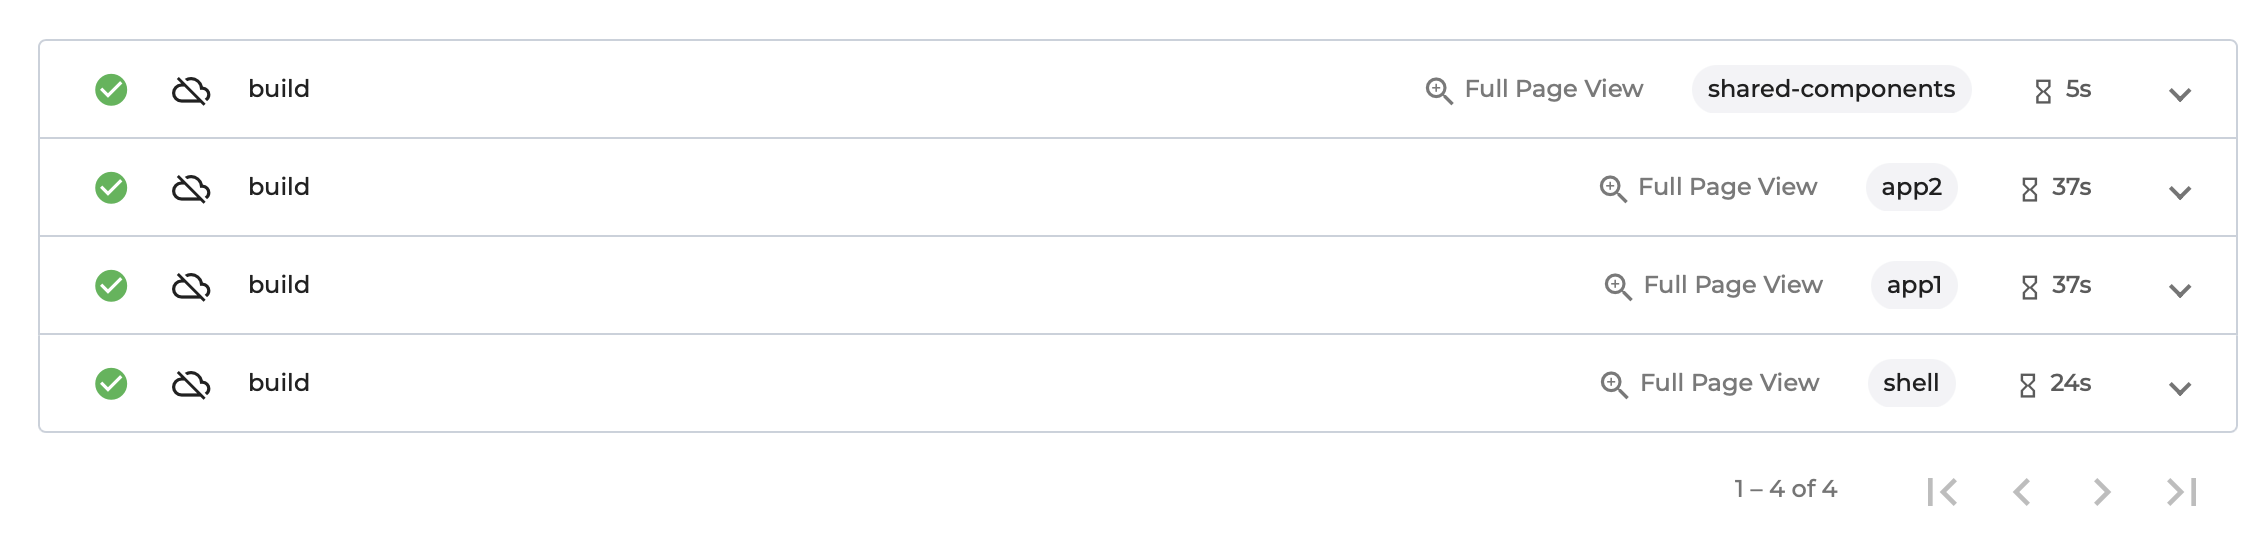 build Full Page View shared-components 5s
build Full Page View app2 37s
build Full Page View app1 37s
build Full Page View shell 24s
1 – 4 of 4